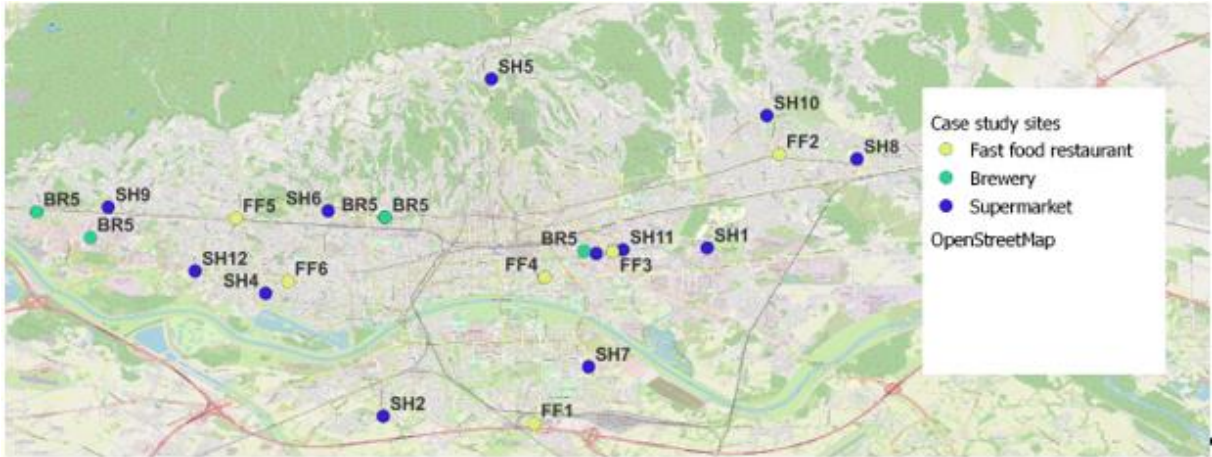 SH5
SH10
FF2
SH8
BR5
SH9
BR5
FF5
SH6
BR5
BR5
SH12
SH4
FF6
BR5
SH11
FF3
FF4
SH1
SH7
SH2
FF1
Case study sites
Fast food restaurant
Brewery
Supermarket
OpenStreetMap